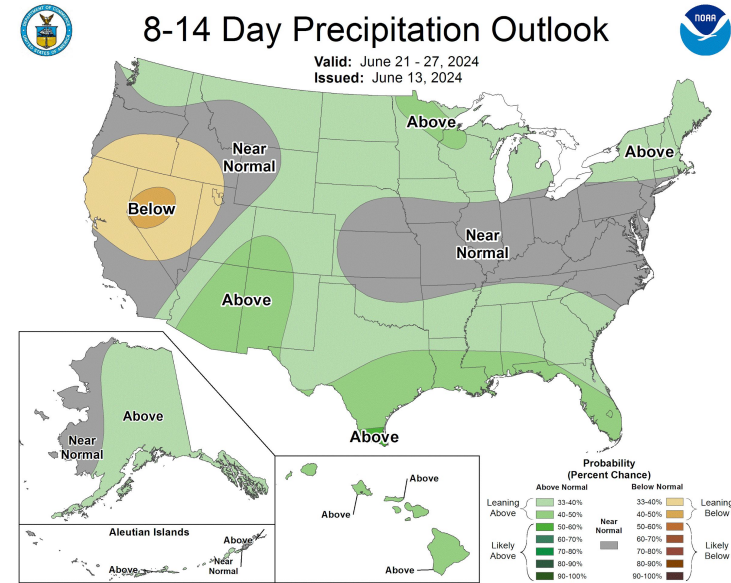 8-14 Day Precipitation Outlook
Valid: June 21 - 27, 2024
Issued: June 13, 2024
NOAA
Above
Near
Normal
Above
Below
Near
Normal
Above
Above
Above
Near
Normal
Aleutian Islands
Above
Above
Near
Normal
Above
Above
Above
Probability
(Percent Chance)
Above Normal
Below Normal
Leaning
Above
33-40%
40-50%
50-60%
60-70%
70-80%
80-90%
90-100%
Likely
Above
Near
Normal
33-40%
40-50%
50-60%
60-70%
70-80%
80-90%
90-100%
Leaning
Below
Likely
Below